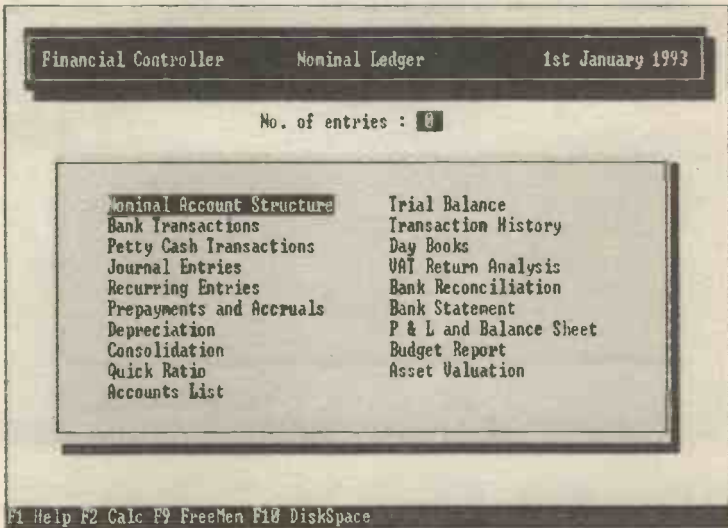 Financial Controller Nominal Ledger 1st January 1993
No. of entries : 0
Nominal Account Structure
Bank Transactions
Petty Cash Transactions
Journal Entries
Recurring Entries
Prepayments and Accruals
Depreciation
Consolidation
Quick Ratio
Accounts List
Trial Balance
Transaction History
Day Books
VAT Return Analysis
Bank Reconciliation
Bank Statement
P & L and Balance Sheet
Budget Report
Asset Valuation
F1 Help F2 Calc F9 FreeMem F10 DiskSpace